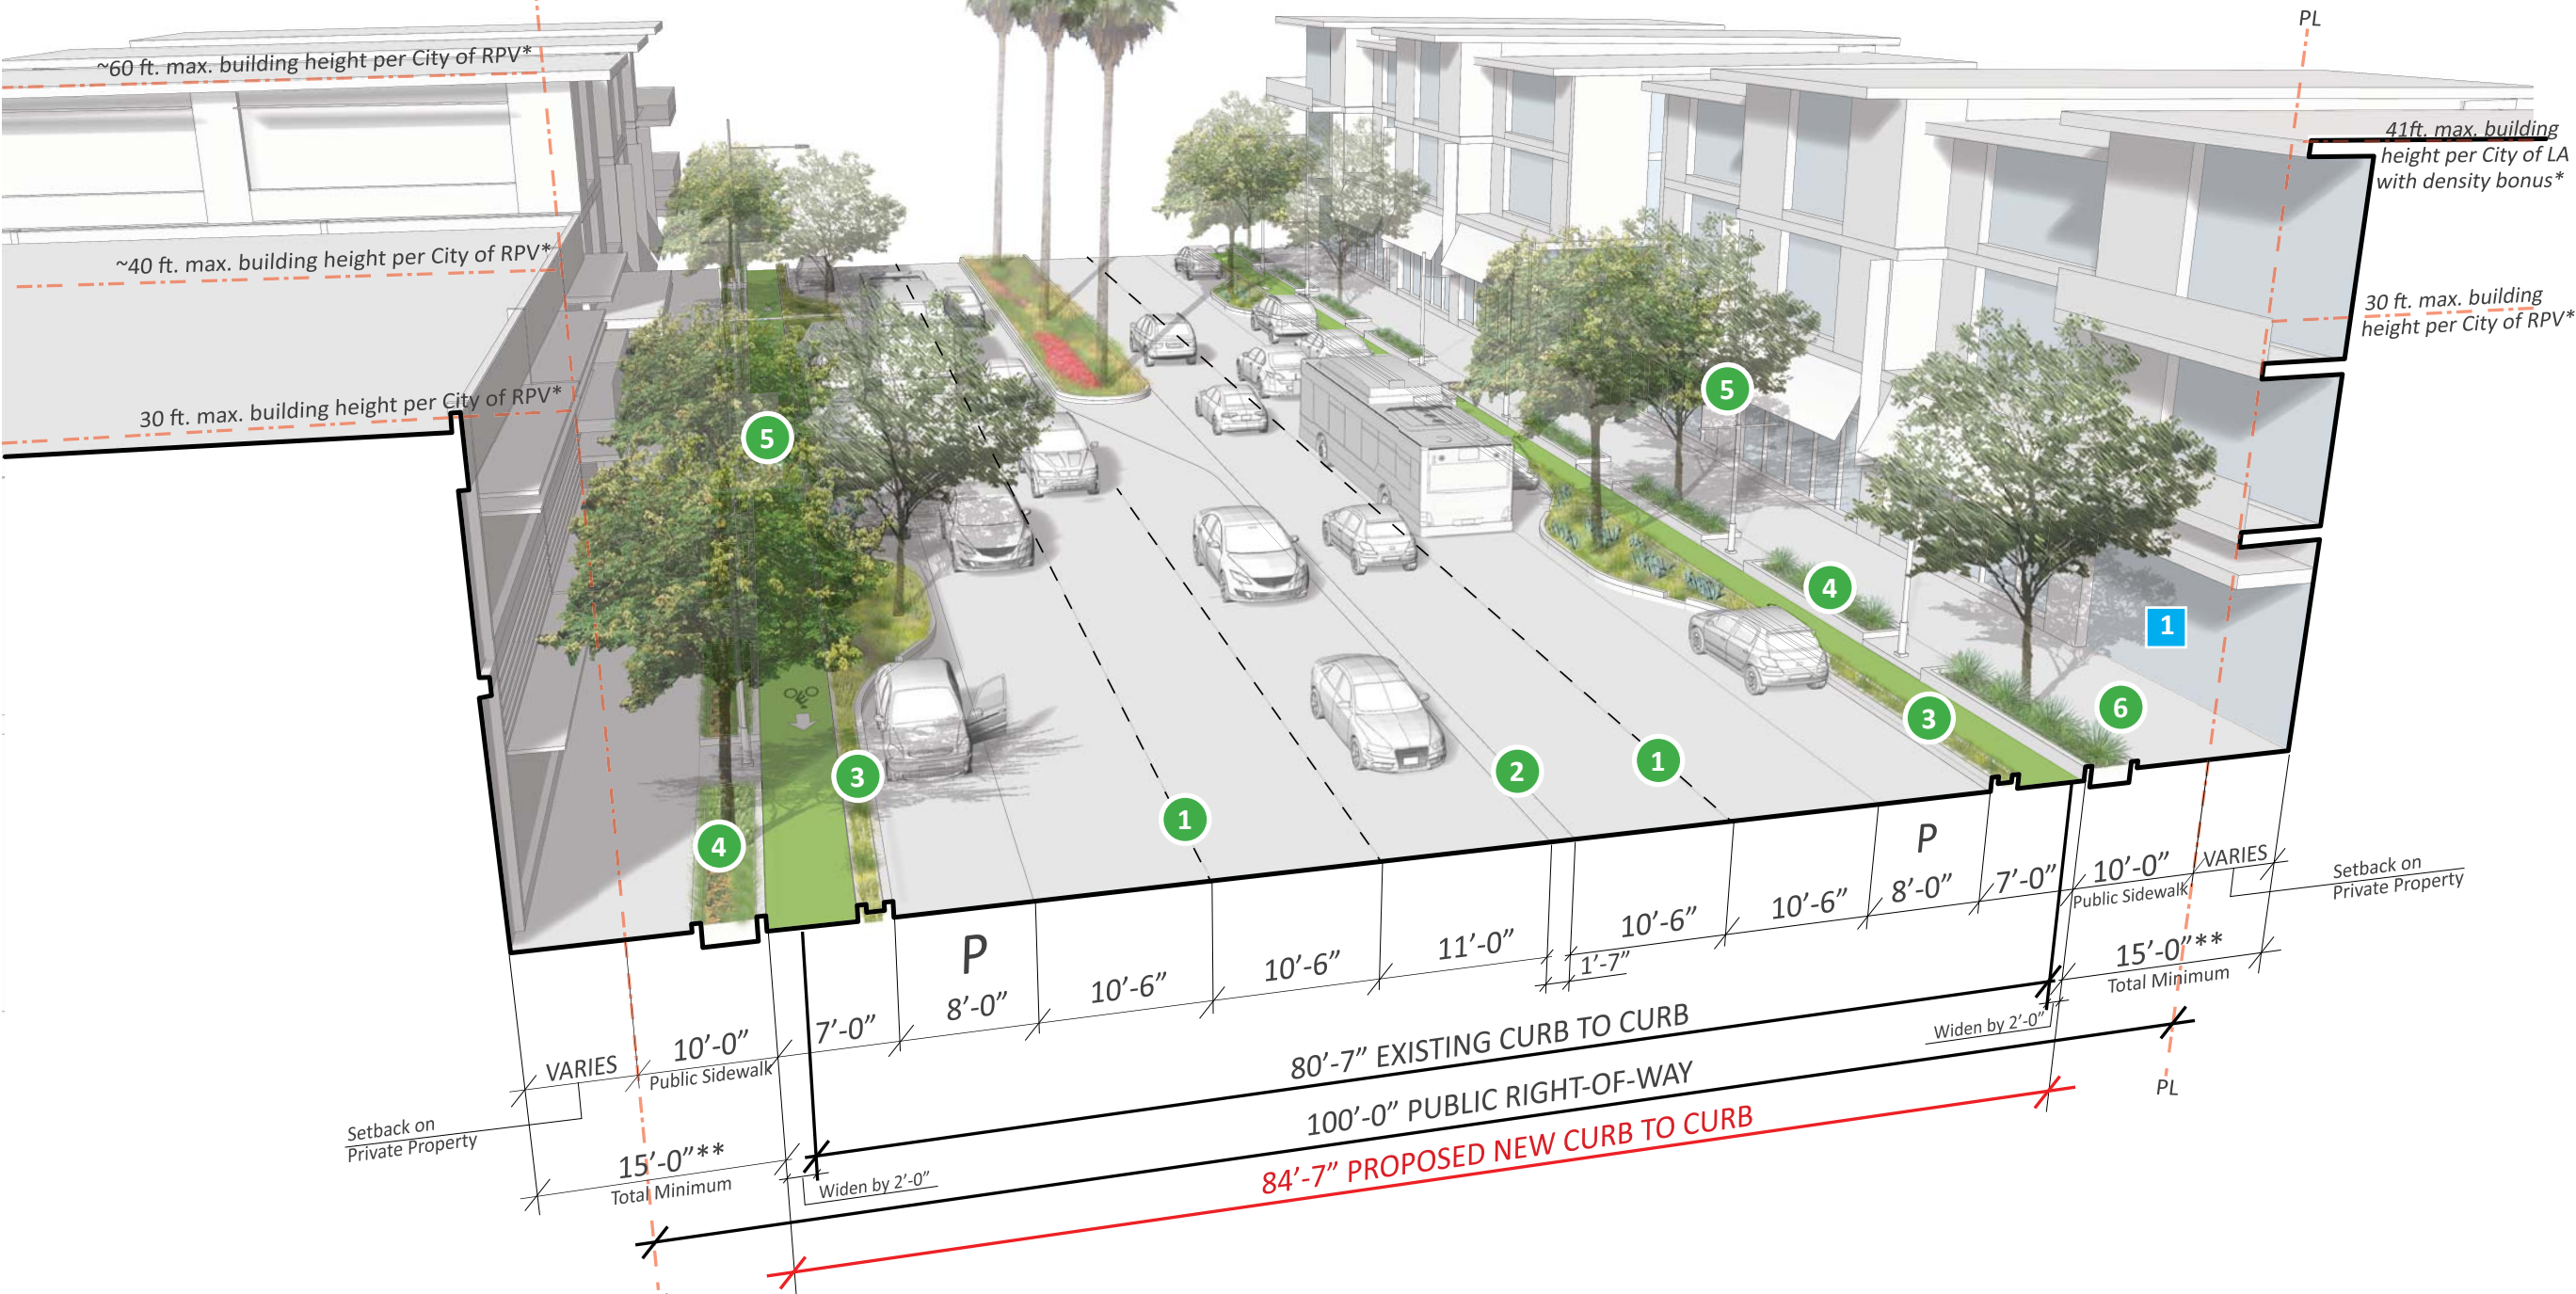 PL
~60 ft. max. building height per City of RPV*
41ft. max. building
height per City of LA
with density bonus*
~40 ft. max. building height per City of RPV*
30 ft. max. building
height per City of RPV*
30 ft. max. building height per City of RPV*
5
5
4
1
3
6
2
1
3
1
4
P
P
VARIES
10’-0”
Public Sidewalk
7’-0”
8’-0”
10’-6”
10’-6”
11’-0”
1’-7”
10’-6”
10’-6”
8’-0”
7’-0”
10’-0”
Public Sidewalk
VARIES
Setback on
Private Property
15’-0”**
Total Minimum
Widen by 2’-0”
80’-7” EXISTING CURB TO CURB
100’-0” PUBLIC RIGHT-OF-WAY
84’-7” PROPOSED NEW CURB TO CURB
PL
Setback on
Private Property
15’-0”**
Total Minimum
Widen by 2’-0”